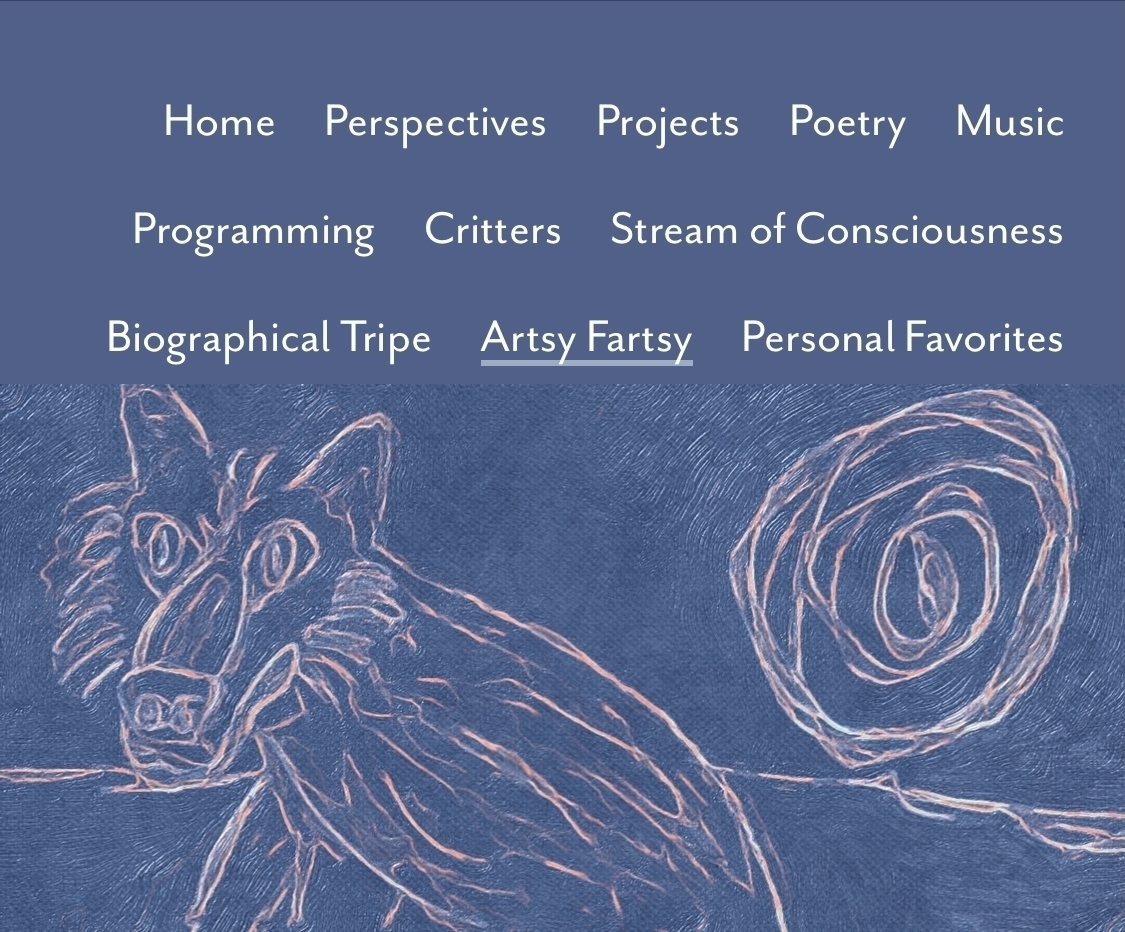 Home Perspectives Projects Poetry Music
Programming Critters Stream of Consciousness
Biographical Tripe Artsy Fartsy Personal Favorites